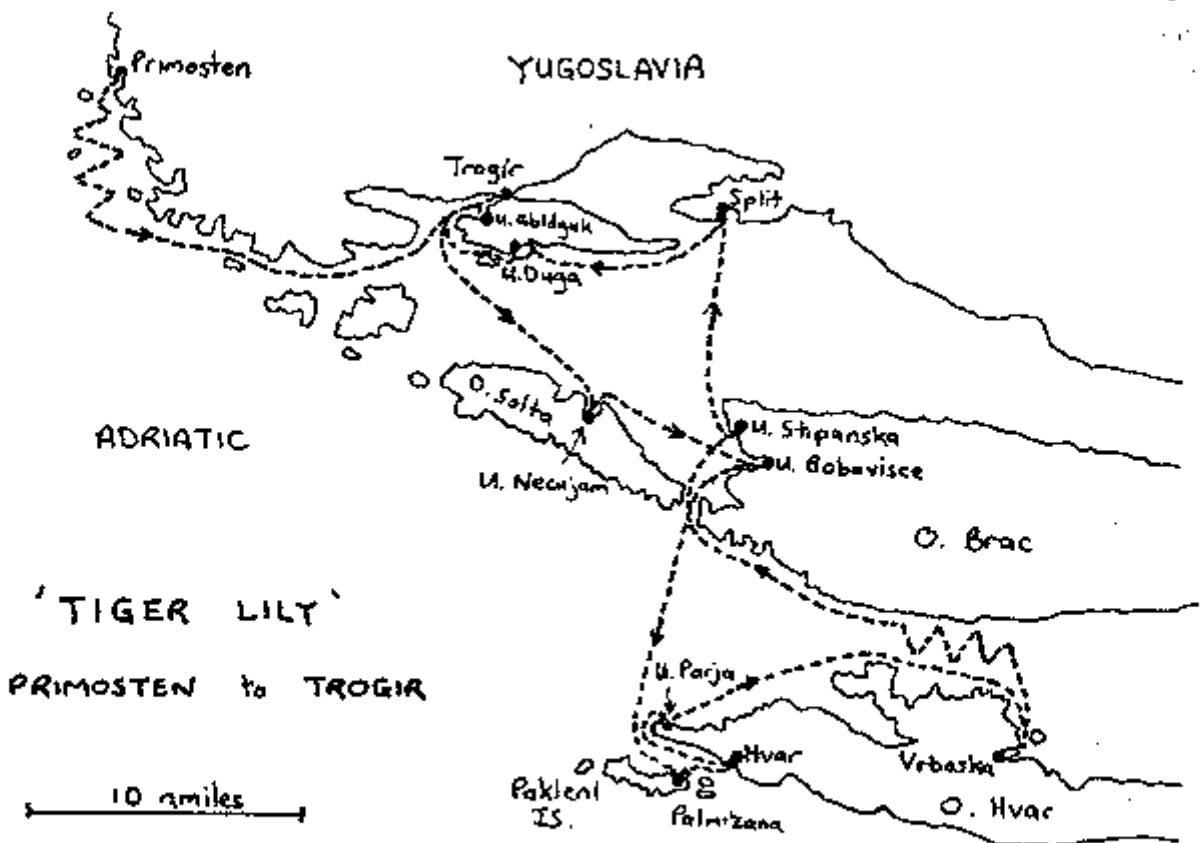 Primosten
YUGOSLAVIA
Trogir
Split
U. Duga
O. Solta
ADRIATIC
U. Stipanska
U. Bobovisce
U. Necujam
O. Brac
'TIGER LILY'
PRIMOSTEN to TROGIR
U. Parja
Hvar
Vrboska
Pakleni
IS.
Palmizana
O. Hvar
10 nmiles